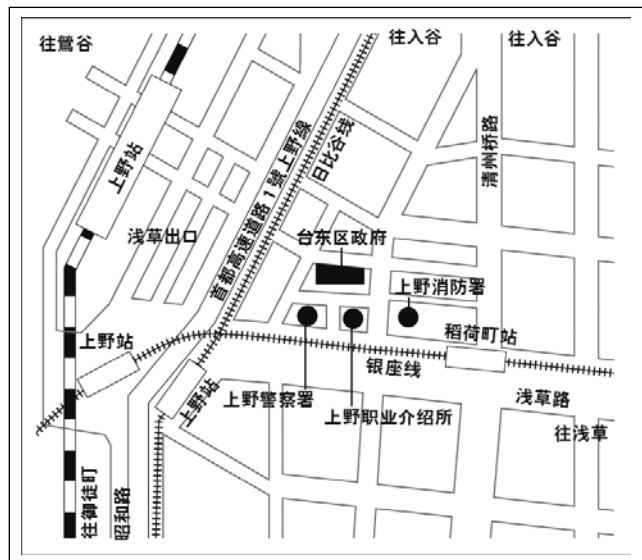 往鶯谷
往入谷
往入谷
上野站
首都高速道路1號上野線
日比谷线
清州桥路
浅草出口
台东区政府
上野消防署
上野站
稻荷町站
银座线
上野站
上野警察署
上野职业介绍所
浅草路
往浅草
往御徒町
昭和路